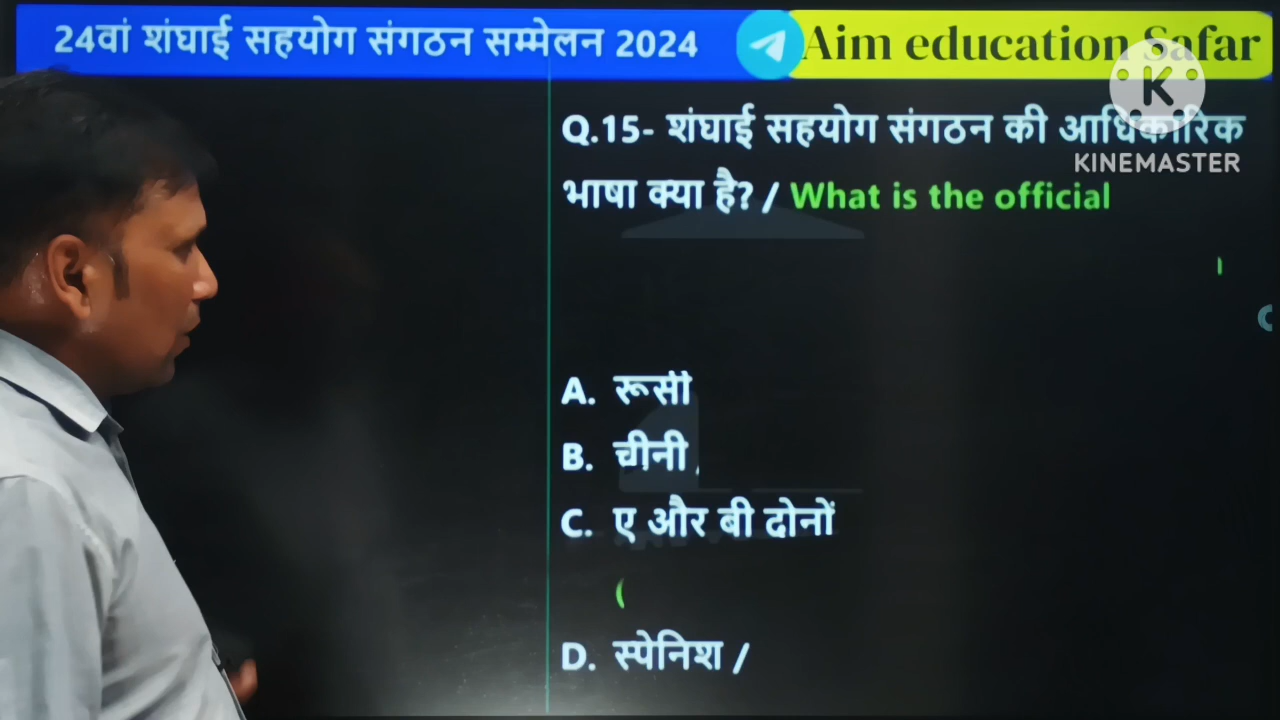 24वां शंघाई सहयोग संगठन सम्मेलन 2024
Aim education Safar
K
KINEMASTER
Q.15- शंघाई सहयोग संगठन की आधिकारिक
भाषा क्या है? / What is the official
A. रूसी
B. चीनी
C. ए और बी दोनों
(
D. स्पेनिश /